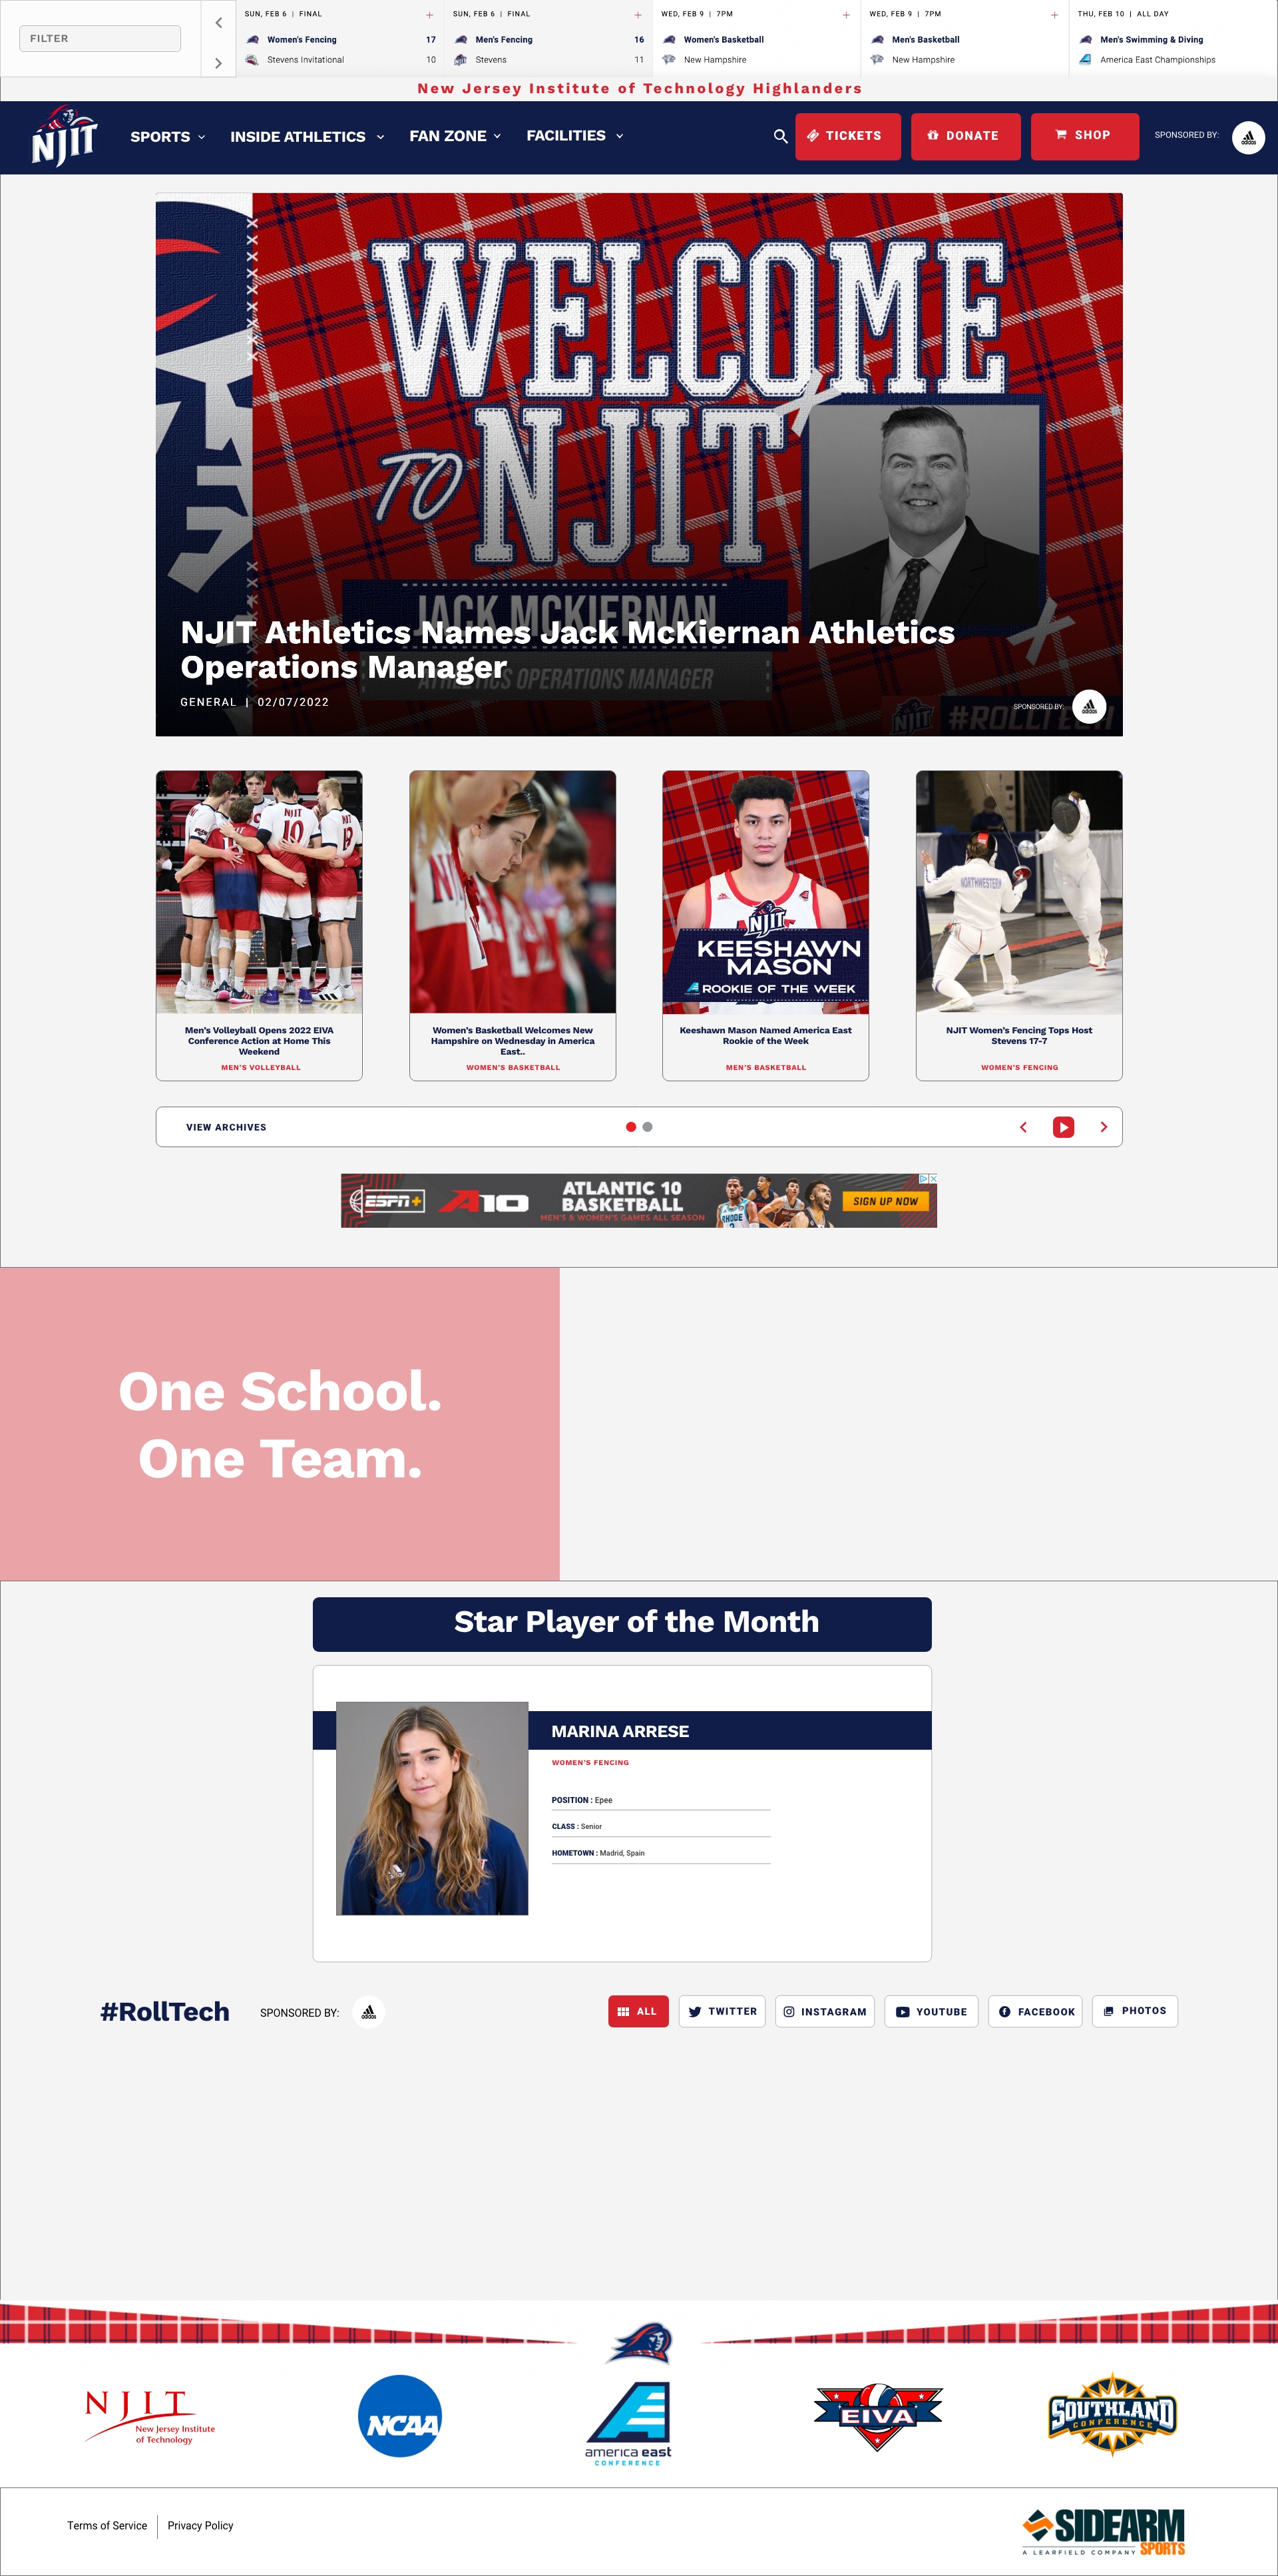 FILTER
SUN, FEB 6 | FINAL
Women's Fencing 17
Stevens Invitational 10
SUN, FEB 6 | FINAL
Men's Fencing 16
Stevens 11
WED, FEB 9 | 7PM
Women's Basketball
New Hampshire
WED, FEB 9 | 7PM
Men's Basketball
New Hampshire
THU, FEB 10 | ALL DAY
Men's Swimming & Diving
America East Championships
New Jersey Institute of Technology Highlanders
NJIT
SPORTS
INSIDE ATHLETICS
FAN ZONE
FACILITIES
TICKETS
DONATE
SHOP
SPONSORED BY:
adidas
WELCOME
TO NJIT
JACK MCKIERNAN
ATHLETICS OPERATIONS MANAGER
NJIT Athletics Names Jack McKiernan Athletics
Operations Manager
GENERAL | 02/07/2022
SPONSORED BY:
adidas
NJIT #ROLLTECH
NJIT
10
13
NORTHWESTERN
NJIT
KEESHAWN
MASON
ROOKIE OF THE WEEK
Men's Volleyball Opens 2022 EIVA
Conference Action at Home This
Weekend
MEN'S VOLLEYBALL
Women's Basketball Welcomes New
Hampshire on Wednesday in America
East..
WOMEN'S BASKETBALL
Keeshawn Mason Named America East
Rookie of the Week
MEN'S BASKETBALL
NJIT Women's Fencing Tops Host
Stevens 17-7
WOMEN'S FENCING
VIEW ARCHIVES
ESPN+
A10
ATLANTIC 10
BASKETBALL
MEN'S & WOMEN'S GAMES ALL SEASON
RHODE
SIGN UP NOW
One School.
One Team.
Star Player of the Month
MARINA ARRESE
WOMEN'S FENCING
POSITION : Epee
CLASS : Senior
HOMETOWN : Madrid, Spain
#RollTech
SPONSORED BY:
adidas
ALL
TWITTER
INSTAGRAM
YOUTUBE
FACEBOOK
PHOTOS
NJIT
New Jersey Institute
of Technology
NCAA
america east
CONFERENCE
EIVA
SOUTHLAND
CONFERENCE
Terms of Service
Privacy Policy
SIDEARM
SPORTS
A LEARFIELD COMPANY